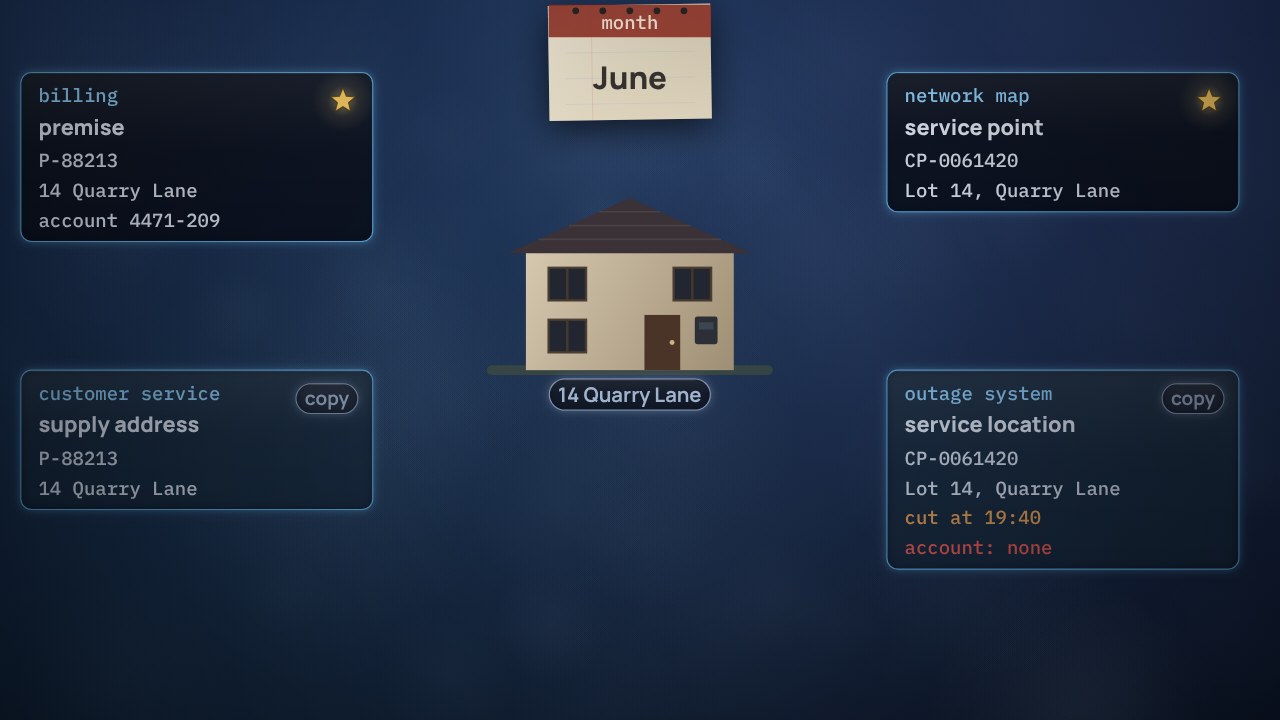 month
June
billing
premise
P-88213
14 Quarry Lane
account 4471-209
network map
service point
CP-0061420
Lot 14, Quarry Lane
14 Quarry Lane
customer service
copy
supply address
P-88213
14 Quarry Lane
outage system
copy
service location
CP-0061420
Lot 14, Quarry Lane
cut at 19:40
account: none